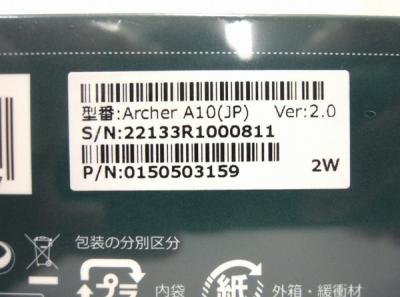 型番:Archer A10(JP) Ver:2.0
S/N:22133R1000811
P/N:0150503159 2W
包装の分別区分
プラ 内袋 紙 外箱・緩衝材